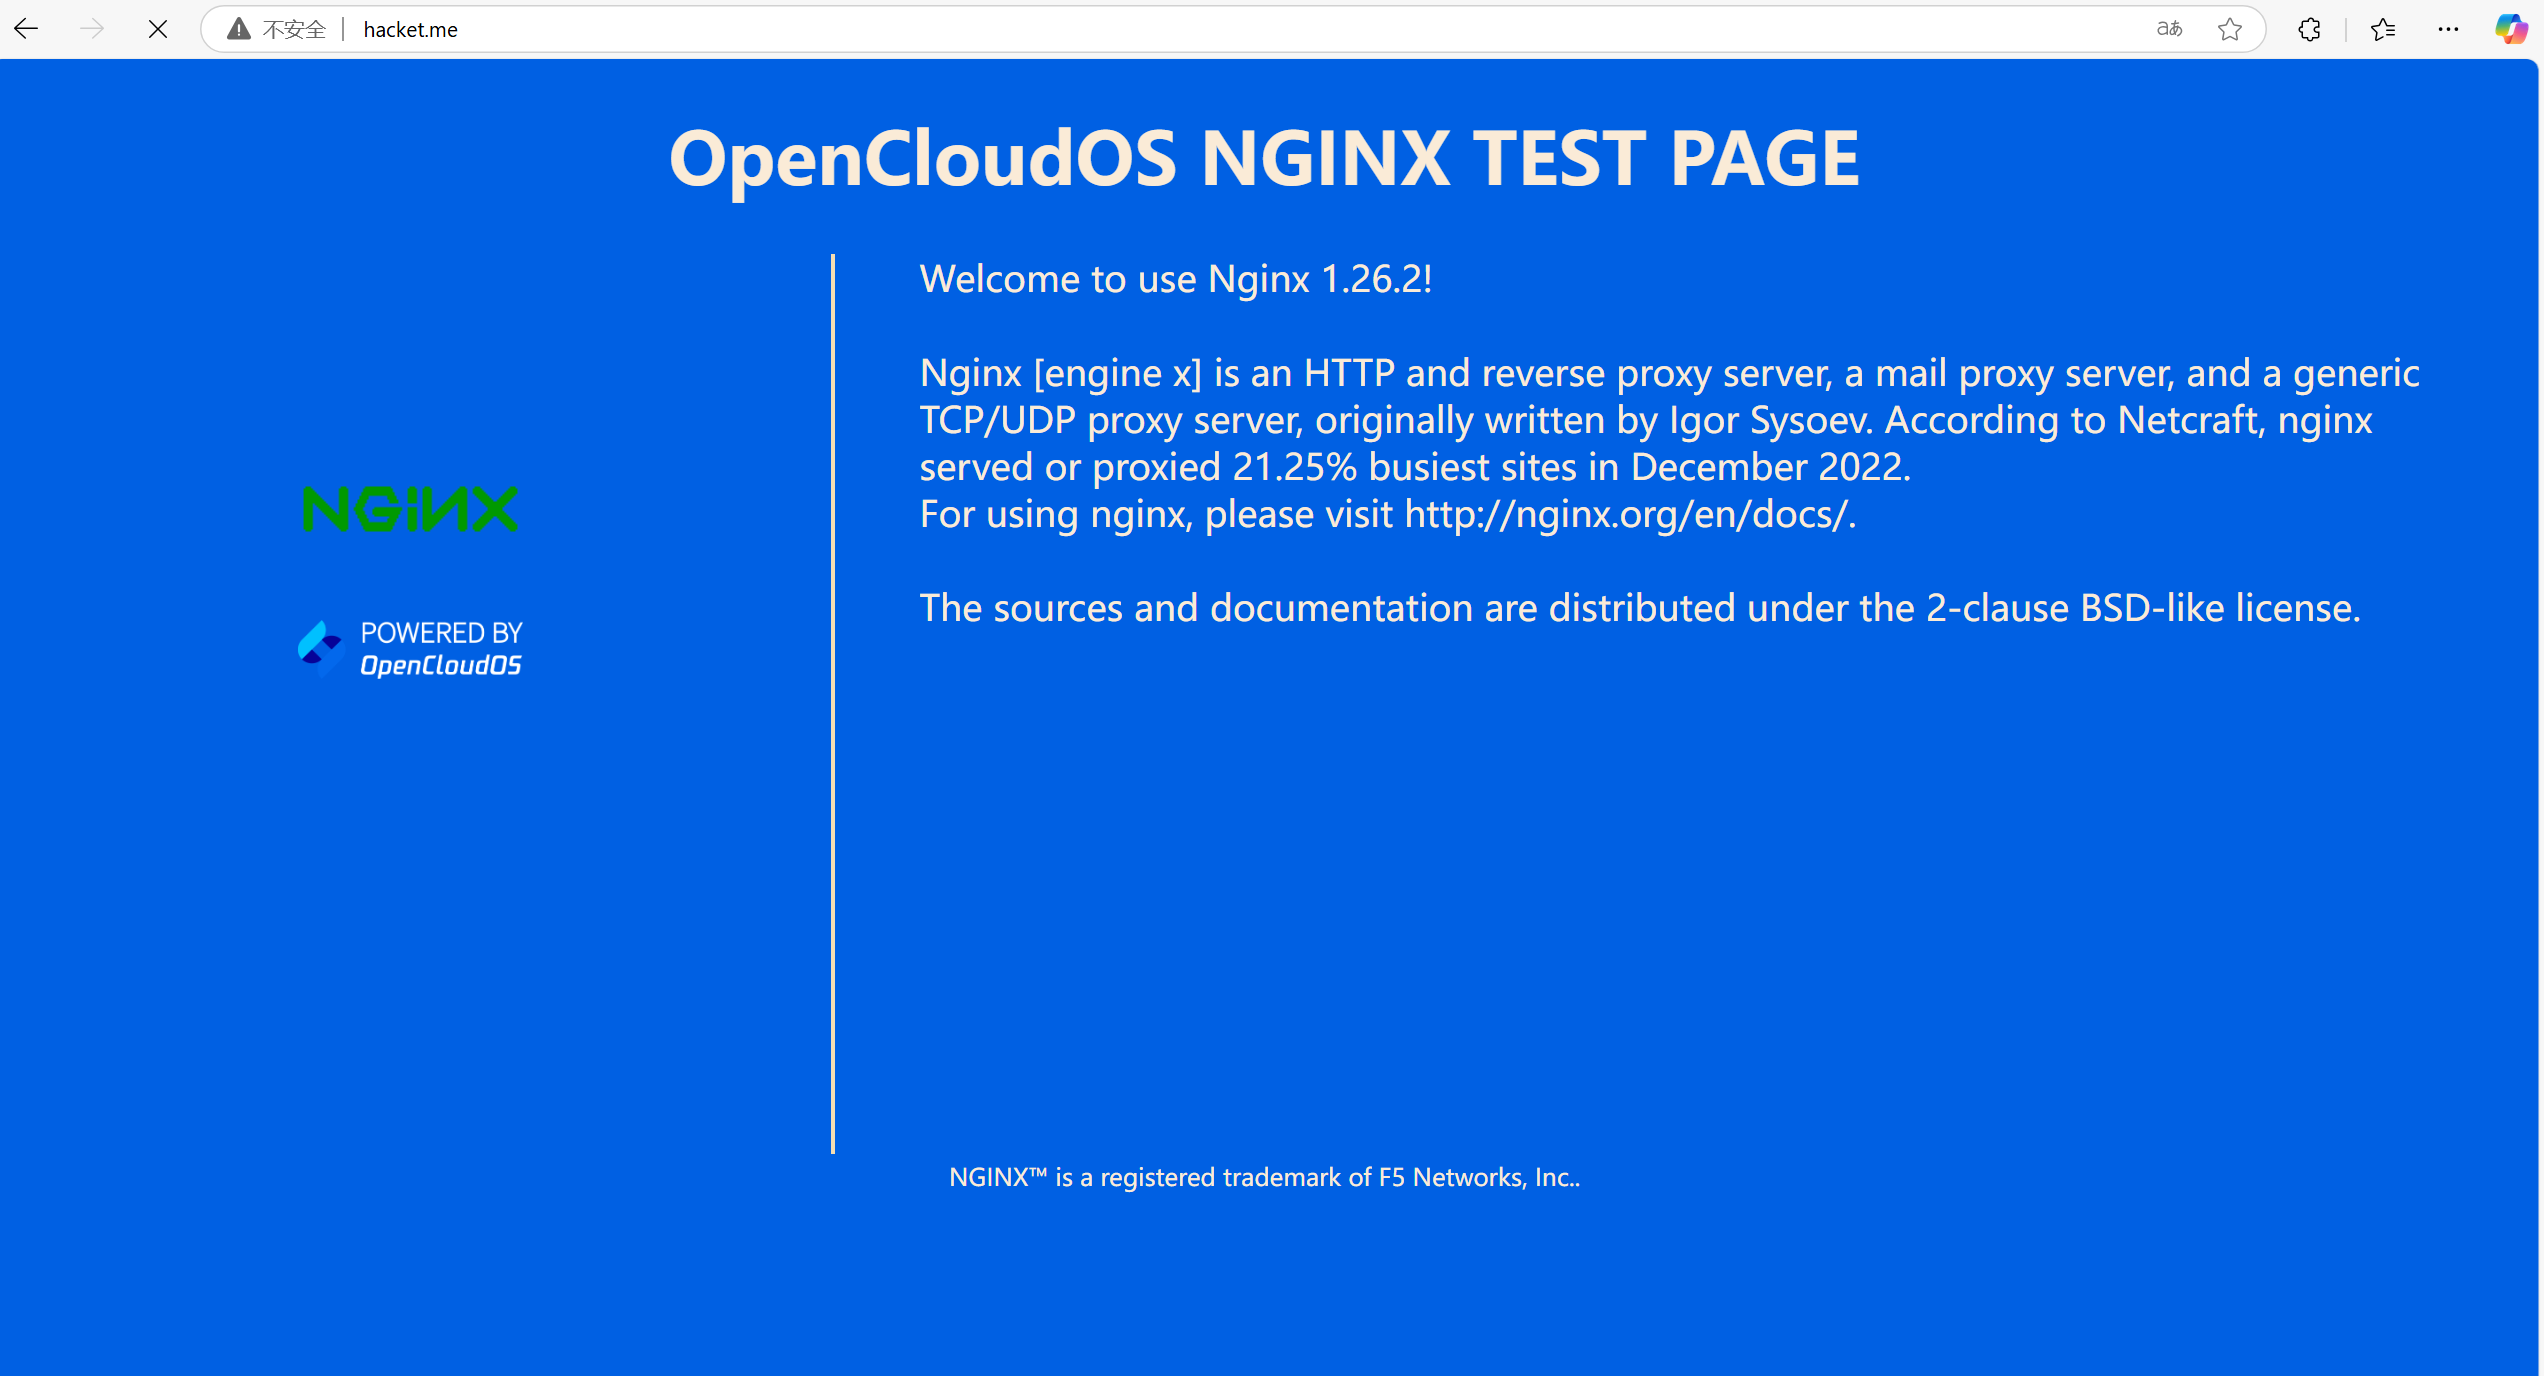 不安全 hacket.me aあ
OpenCloudOS NGINX TEST PAGE
Welcome to use Nginx 1.26.2!
Nginx [engine x] is an HTTP and reverse proxy server, a mail proxy server, and a generic
TCP/UDP proxy server, originally written by Igor Sysoev. According to Netcraft, nginx
served or proxied 21.25% busiest sites in December 2022.
For using nginx, please visit http://nginx.org/en/docs/.
The sources and documentation are distributed under the 2-clause BSD-like license.
NGINX
POWERED BY
OpenCloudOS
NGINX™ is a registered trademark of F5 Networks, Inc..